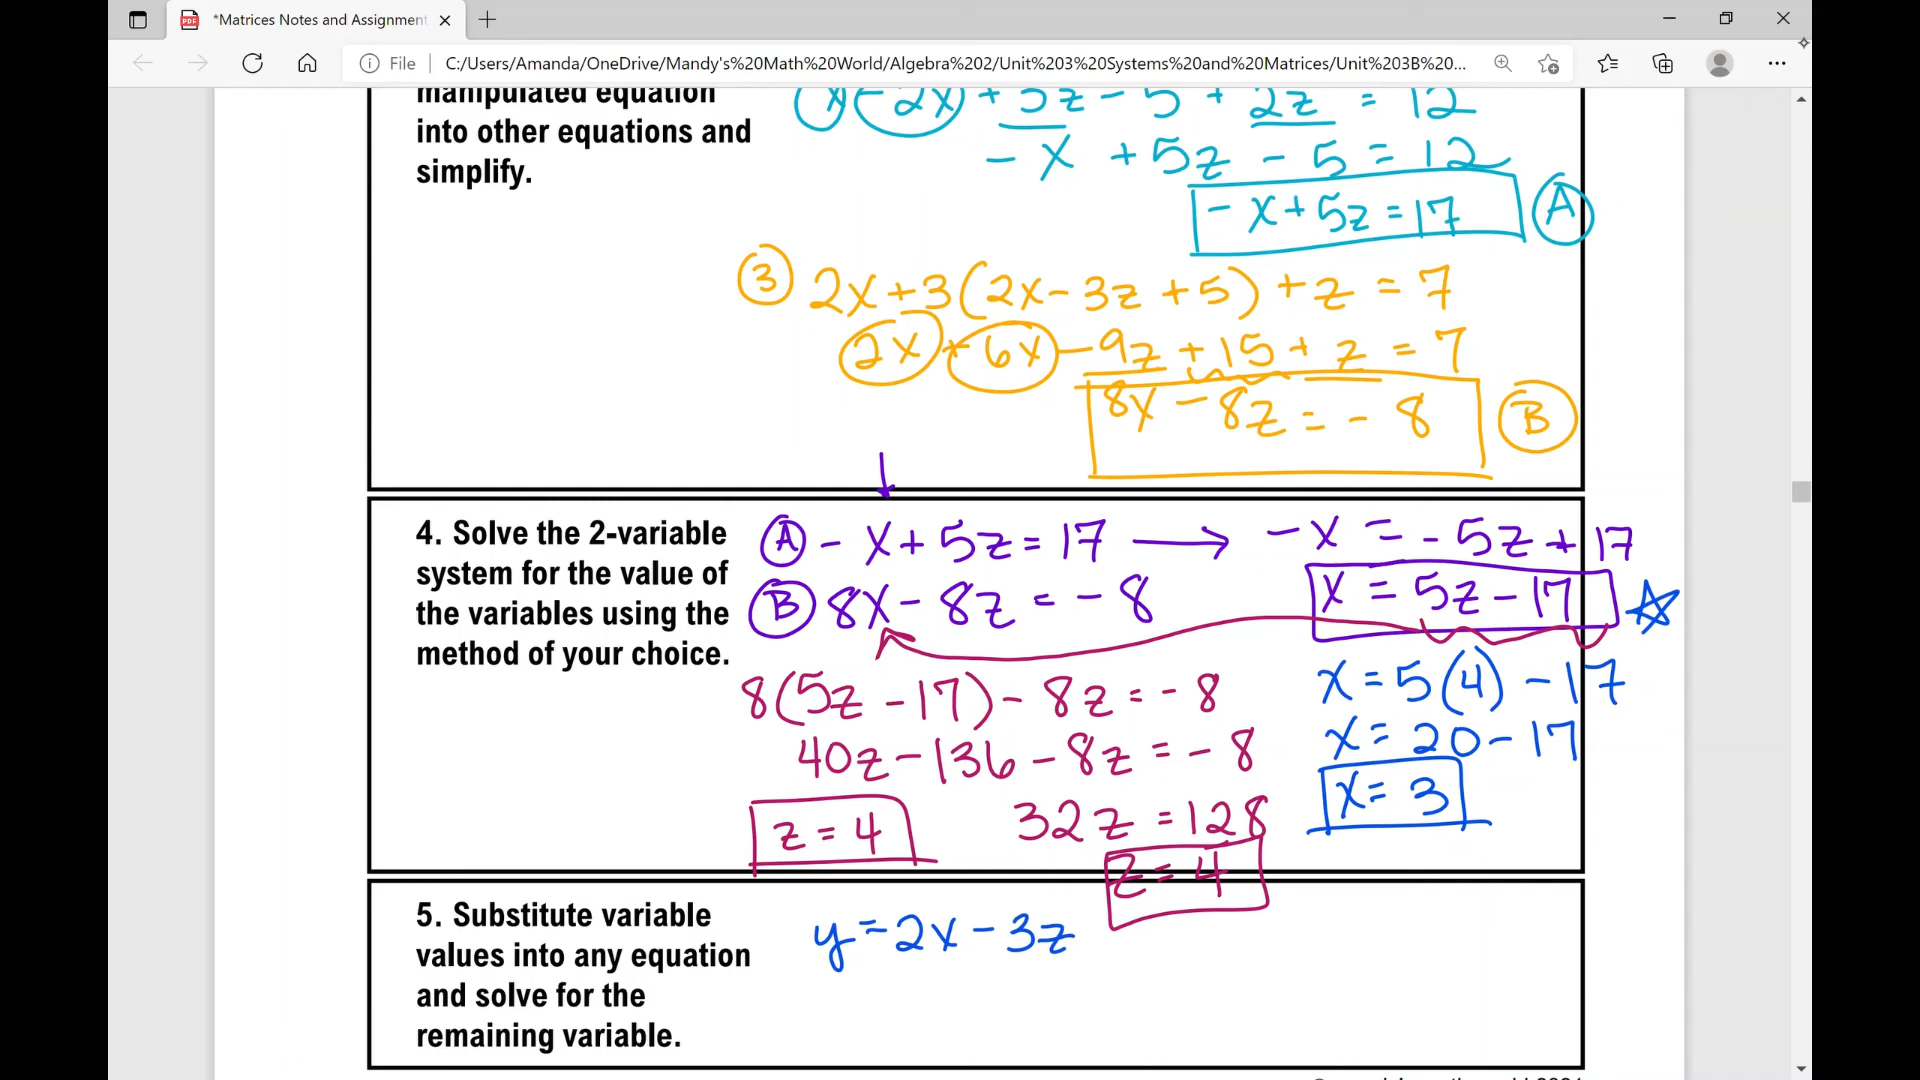 *Matrices Notes and Assignment
File C:/Users/Amanda/OneDrive/Mandy's%20Math%20World/Algebra%202/Unit%203%20Systems%20and%20Matrices/Unit%203B%20...
manipulated equation
into other equations and
simplify.
x - 2x + 3z - 5 + 2z = 12
- x + 5z - 5 = 12
- x + 5z = 17 A
3 2x + 3(2x - 3z + 5) + z = 7
2x + 6x - 9z + 15 + z = 7
8x - 8z = - 8 B
4. Solve the 2-variable
system for the value of
the variables using the
method of your choice.
A - x + 5z = 17 → - x = - 5z + 17
B 8x - 8z = - 8 x = 5z - 17
8(5z - 17) - 8z = - 8 x = 5(4) - 17
40z - 136 - 8z = - 8 x = 20 - 17
z = 4 32z = 128 x = 3
z = 4
5. Substitute variable
values into any equation
and solve for the
remaining variable.
y = 2x - 3z